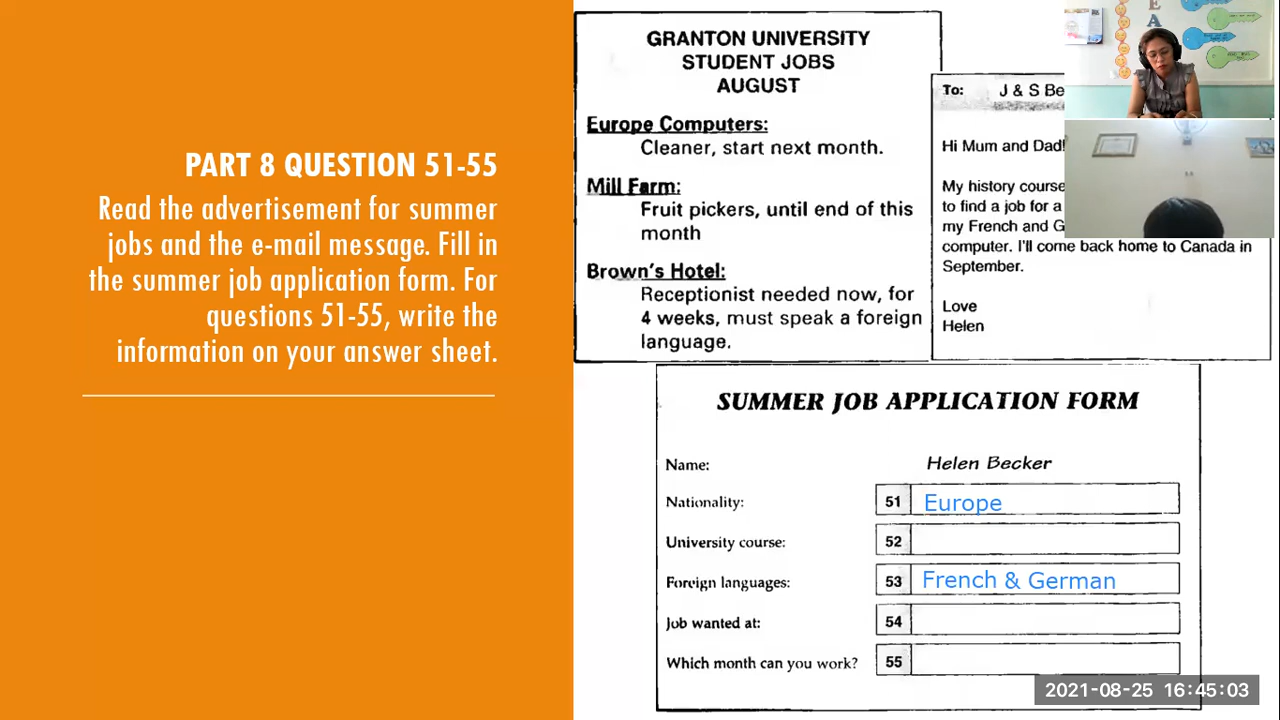 PART 8 QUESTION 51-55
Read the advertisement for summer
jobs and the e-mail message. Fill in
the summer job application form. For
questions 51-55, write the
information on your answer sheet.
GRANTON UNIVERSITY
STUDENT JOBS
AUGUST
Europe Computers:
Cleaner, start next month.
Mill Farm:
Fruit pickers, until end of this
month
Brown's Hotel:
Receptionist needed now, for
4 weeks, must speak a foreign
language.
To: J & S Be
Hi Mum and Dad!
My history course
to find a job for a
my French and G
computer. I'll come back home to Canada in
September.
Love
Helen
SUMMER JOB APPLICATION FORM
Name: Helen Becker
Nationality: 51 Europe
University course: 52
Foreign languages: 53 French & German
Job wanted at: 54
Which month can you work? 55
2021-08-25 16:45:03